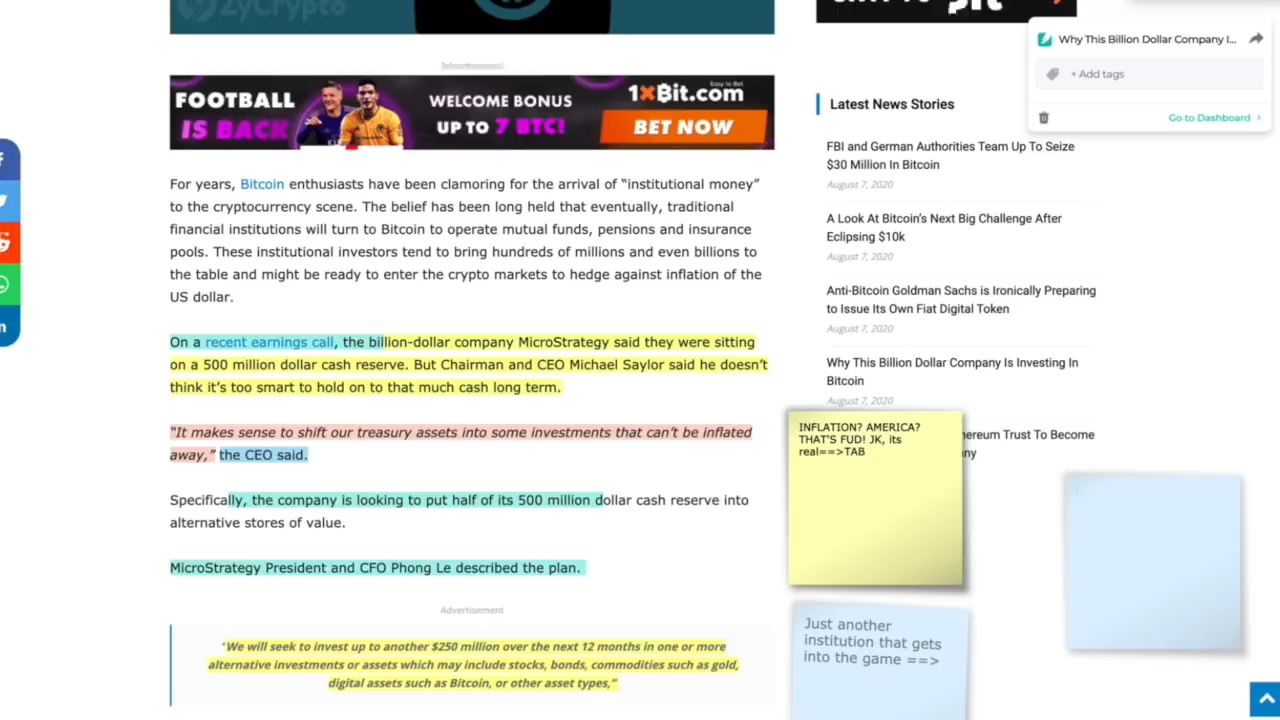 ZyCrypto
Advertisement
FOOTBALL
IS BACK
WELCOME BONUS
UP TO 7 BTC!
Easy to Bet
1XBit.com
BET NOW
For years, Bitcoin enthusiasts have been clamoring for the arrival of “institutional money”
to the cryptocurrency scene. The belief has been long held that eventually, traditional
financial institutions will turn to Bitcoin to operate mutual funds, pensions and insurance
pools. These institutional investors tend to bring hundreds of millions and even billions to
the table and might be ready to enter the crypto markets to hedge against inflation of the
US dollar.
On a recent earnings call, the billion-dollar company MicroStrategy said they were sitting
on a 500 million dollar cash reserve. But Chairman and CEO Michael Saylor said he doesn’t
think it’s too smart to hold on to that much cash long term.
“It makes sense to shift our treasury assets into some investments that can’t be inflated
away,” the CEO said.
Specifically, the company is looking to put half of its 500 million dollar cash reserve into
alternative stores of value.
MicroStrategy President and CFO Phong Le described the plan.
Advertisement
“We will seek to invest up to another $250 million over the next 12 months in one or more
alternative investments or assets which may include stocks, bonds, commodities such as gold,
digital assets such as Bitcoin, or other asset types,”
Why This Billion Dollar Company I...
+ Add tags
Go to Dashboard >
Latest News Stories
FBI and German Authorities Team Up To Seize
$30 Million In Bitcoin
August 7, 2020
A Look At Bitcoin’s Next Big Challenge After
Eclipsing $10k
August 7, 2020
Anti-Bitcoin Goldman Sachs is Ironically Preparing
to Issue Its Own Fiat Digital Token
August 7, 2020
Why This Billion Dollar Company Is Investing In
Bitcoin
August 7, 2020
hereum Trust To Become
any
INFLATION? AMERICA?
THAT'S FUD! JK, its
real==>TAB
Just another
institution that gets
into the game ==>